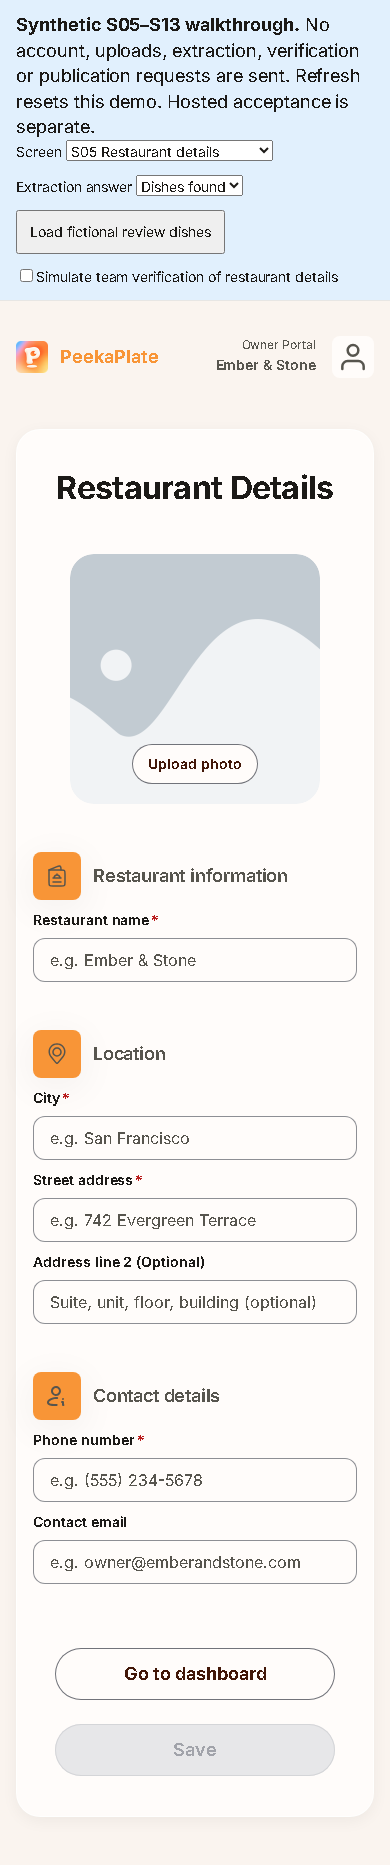 Synthetic S05–S13 walkthrough. No
account, uploads, extraction, verification
or publication requests are sent. Refresh
resets this demo. Hosted acceptance is
separate.
Screen S05 Restaurant details
Extraction answer Dishes found
Load fictional review dishes
Simulate team verification of restaurant details
PeekaPlate
Owner Portal
Ember & Stone
Restaurant Details
Upload photo
Restaurant information
Restaurant name*
e.g. Ember & Stone
Location
City*
e.g. San Francisco
Street address*
e.g. 742 Evergreen Terrace
Address line 2 (Optional)
Suite, unit, floor, building (optional)
Contact details
Phone number*
e.g. (555) 234-5678
Contact email
e.g. owner@emberandstone.com
Go to dashboard
Save